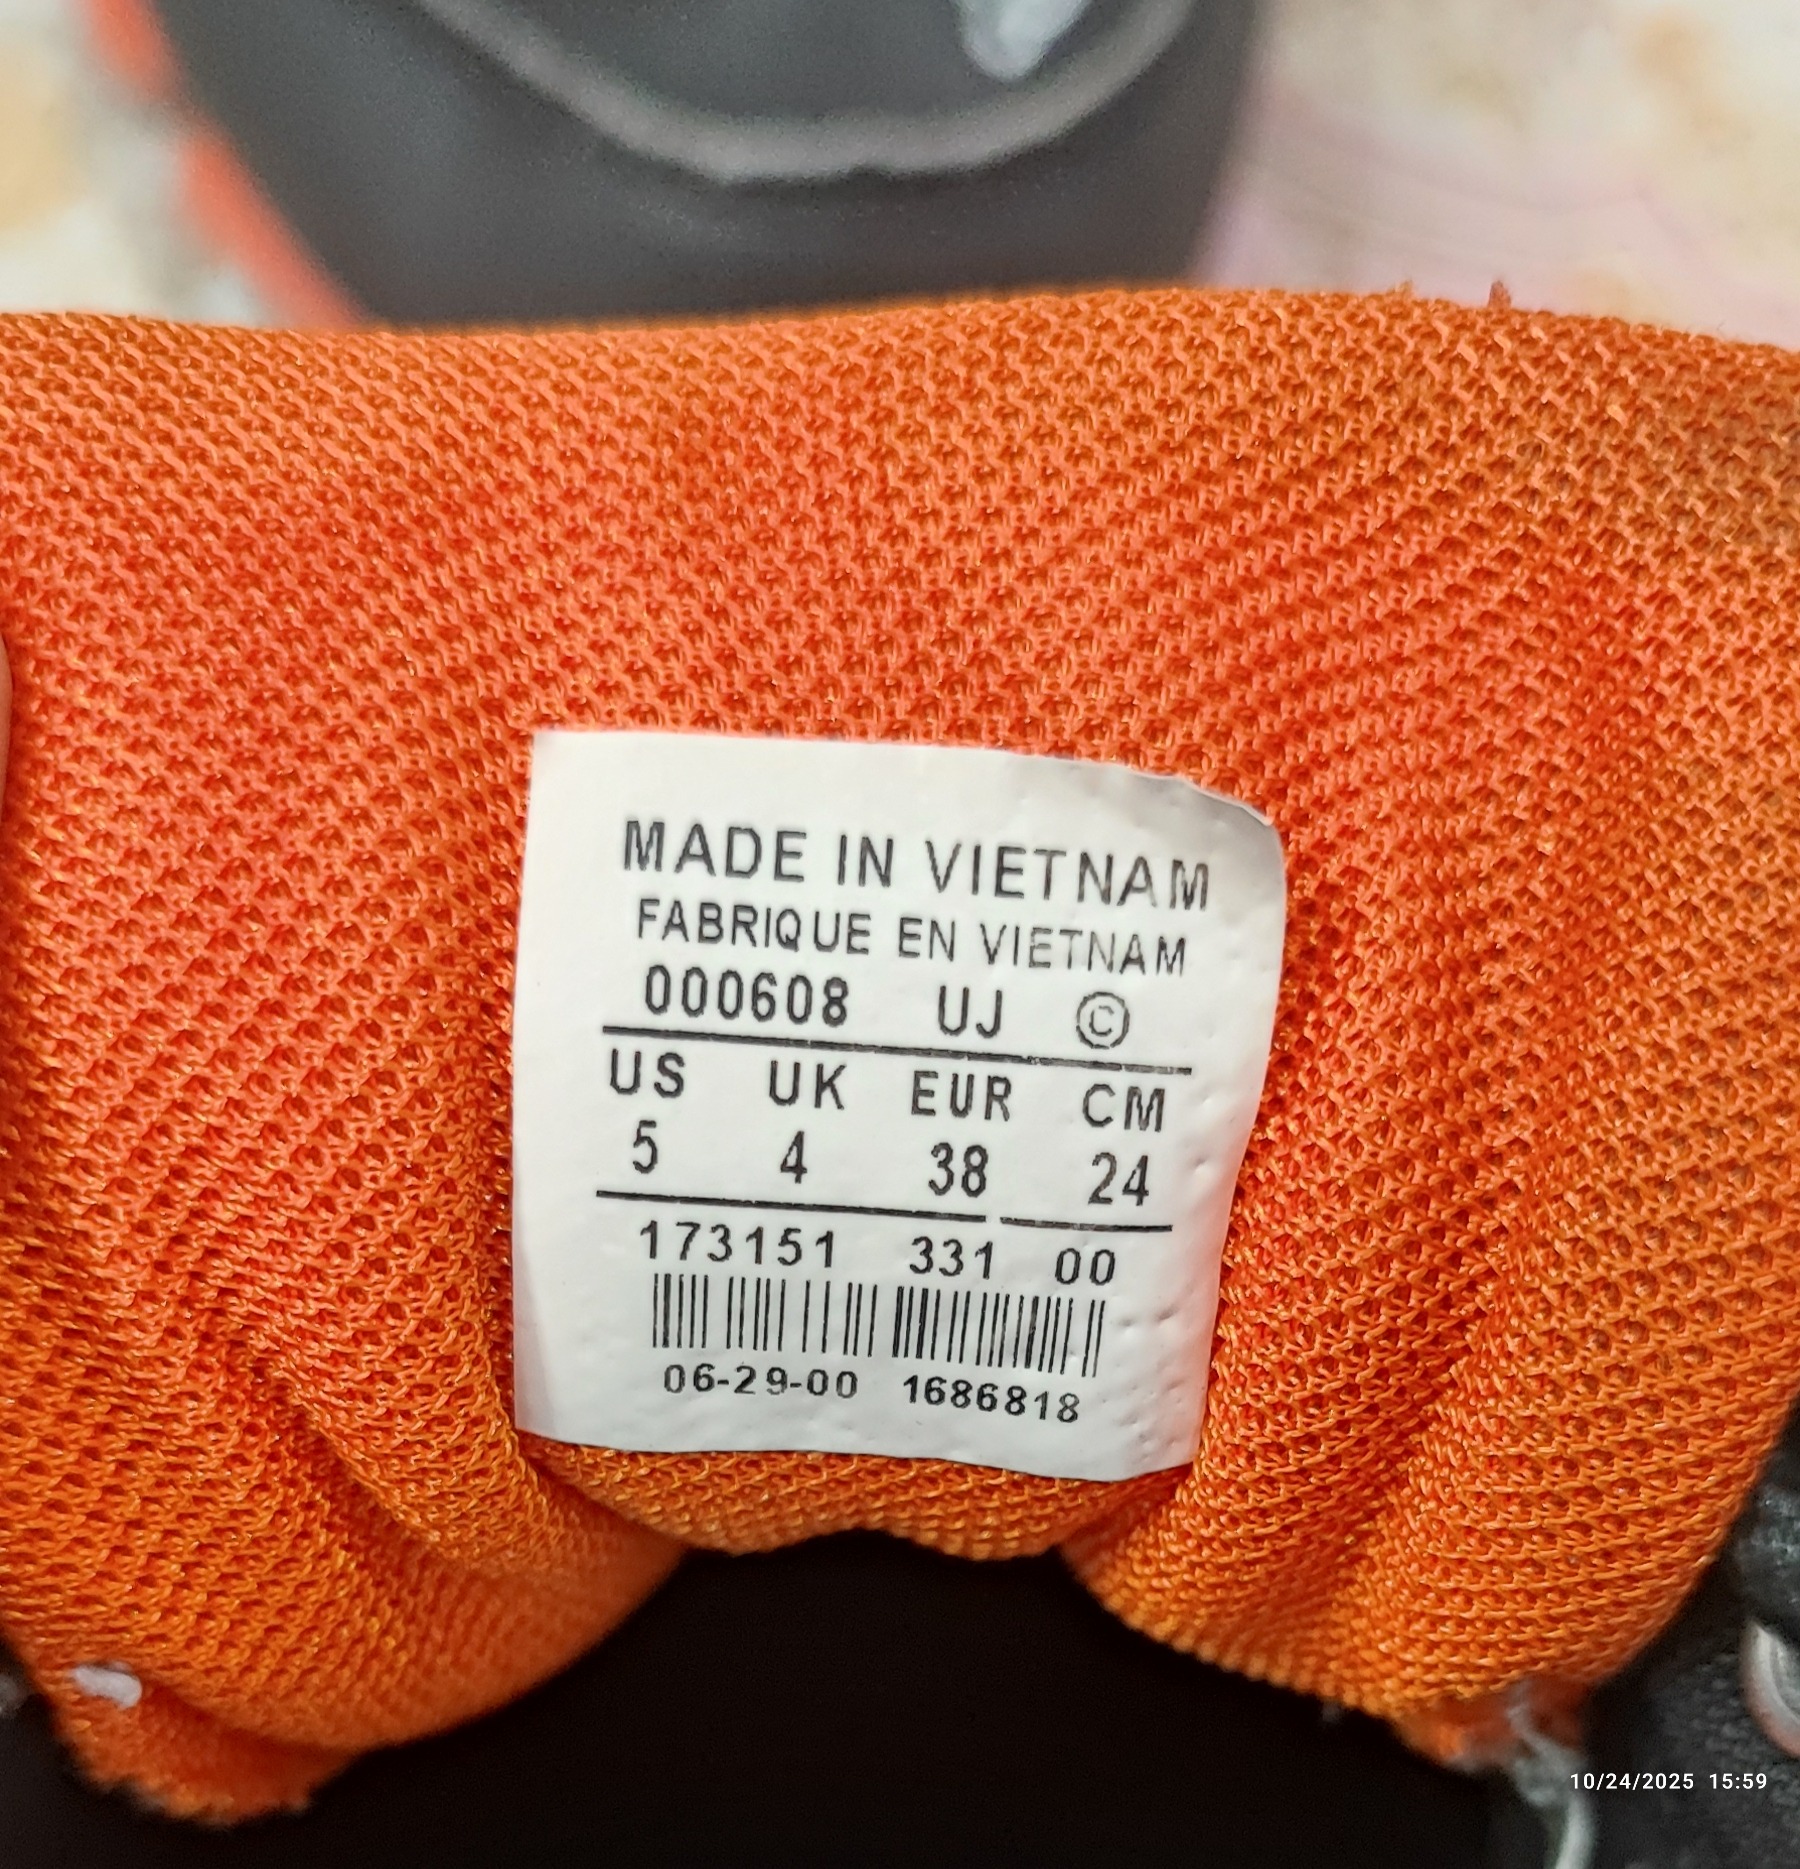 MADE IN VIETNAM
FABRIQUE EN VIETNAM
000608 UJ ©
US UK EUR CM
5 4 38 24
173151 331 00
06-29-00 1686818
10/24/2025 15:59